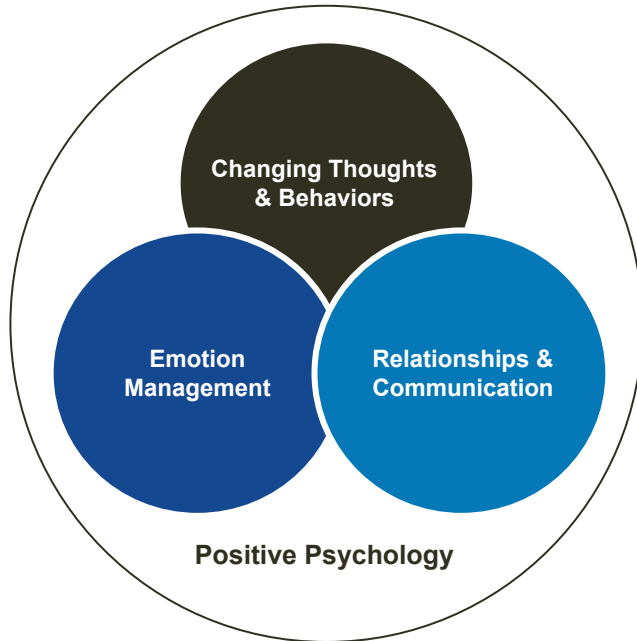 Changing Thoughts
& Behaviors
Emotion
Management
Relationships &
Communication
Positive Psychology